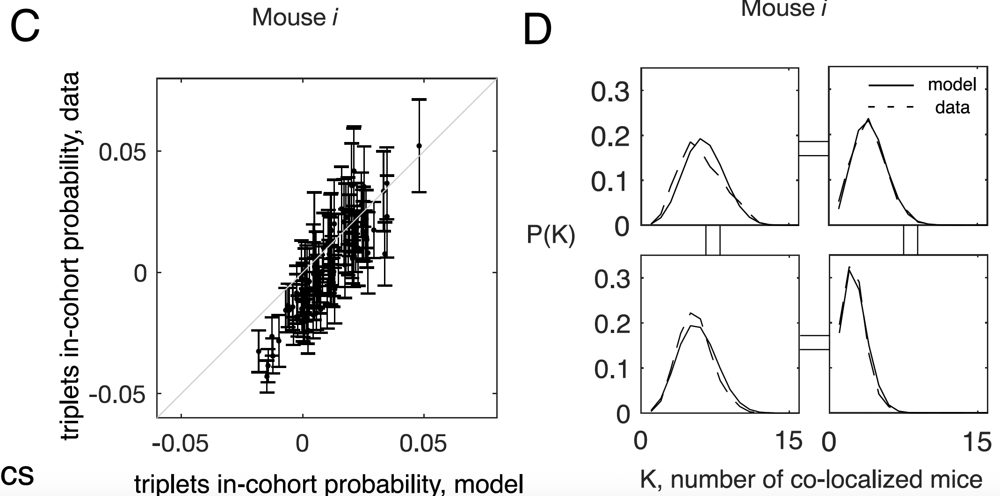 C
Mouse i
D
Mouse i
triplets in-cohort probability, data
0.05
0
-0.05
-0.05
0
0.05
triplets in-cohort probability, model
cs
P(K)
0.3
0.2
0.1
0
model
data
0.3
0.2
0.1
0
0
15
0
15
K, number of co-localized mice